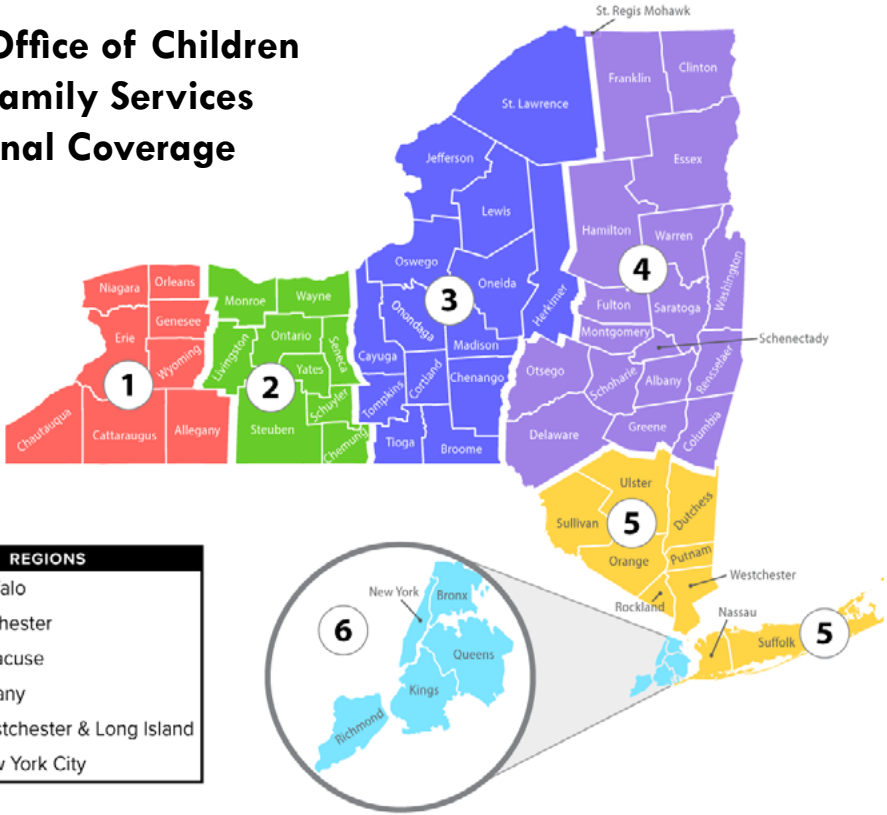 Office of Children
amily Services
nal Coverage
St. Regis Mohawk
Franklin
Clinton
St. Lawrence
Essex
Jefferson
Lewis
Hamilton
Warren
Washington
Oswego
Oneida
Herkimer
4
3
Niagara
Orleans
Monroe
Wayne
Onondaga
Fulton
Saratoga
Genesee
Erie
Ontario
Seneca
Livingston
Montgomery
Schenectady
Madison
Cayuga
Wyoming
Yates
Cortland
Chenango
Otsego
Schoharie
Albany
Rensselaer
1
2
Tompkins
Schuyler
Chautauqua
Cattaraugus
Allegany
Steuben
Chemung
Tioga
Broome
Delaware
Greene
Columbia
Ulster
Sullivan
5
Dutchess
Orange
Putnam
Westchester
Rockland
Nassau
Suffolk
5
REGIONS
alo
hester
acuse
any
stchester & Long Island
w York City
New York
Bronx
6
Queens
Kings
Richmond